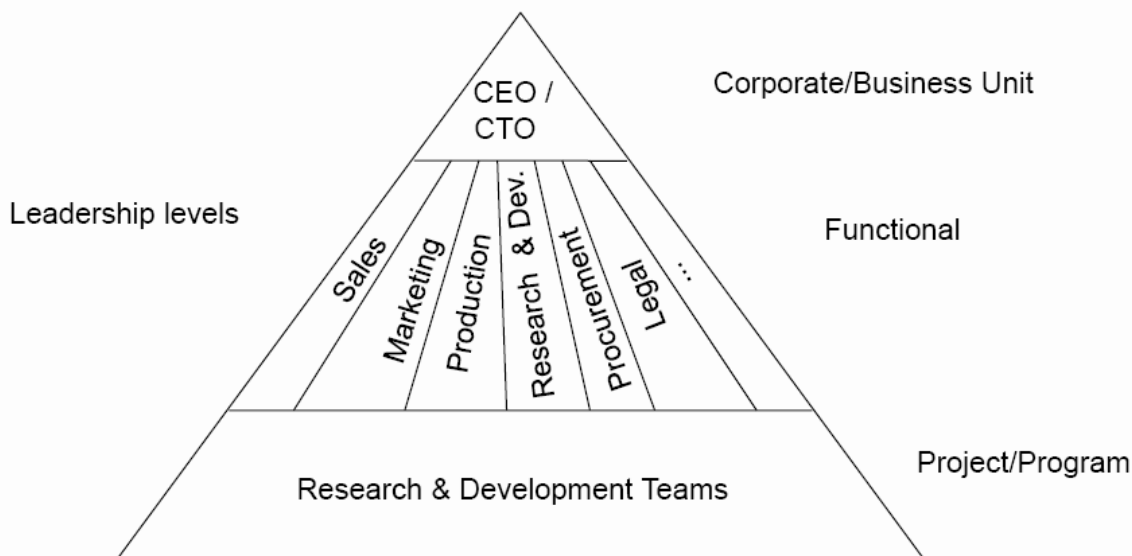 CEO /
CTO
Corporate/Business Unit
Leadership levels
Sales
Marketing
Production
Research & Dev.
Procurement
Legal
...
Functional
Research & Development Teams
Project/Program